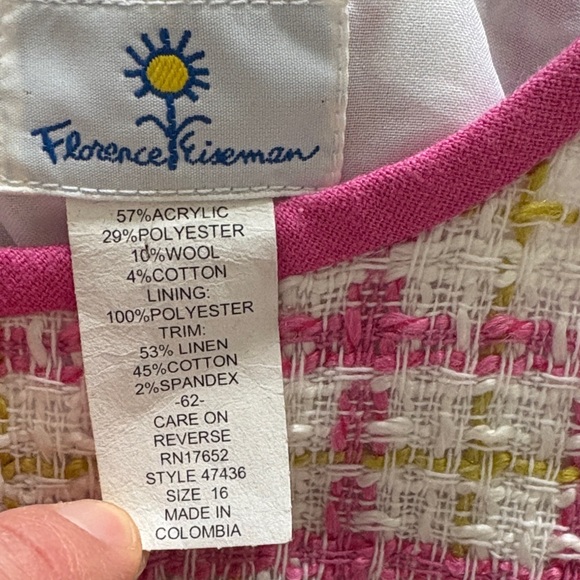 Florence Eiseman
57%ACRYLIC
29%POLYESTER
10%WOOL
4%COTTON
LINING:
100%POLYESTER
TRIM:
53% LINEN
45%COTTON
2%SPANDEX
-62-
CARE ON
REVERSE
RN17652
STYLE 47436
SIZE 16
MADE IN
COLOMBIA